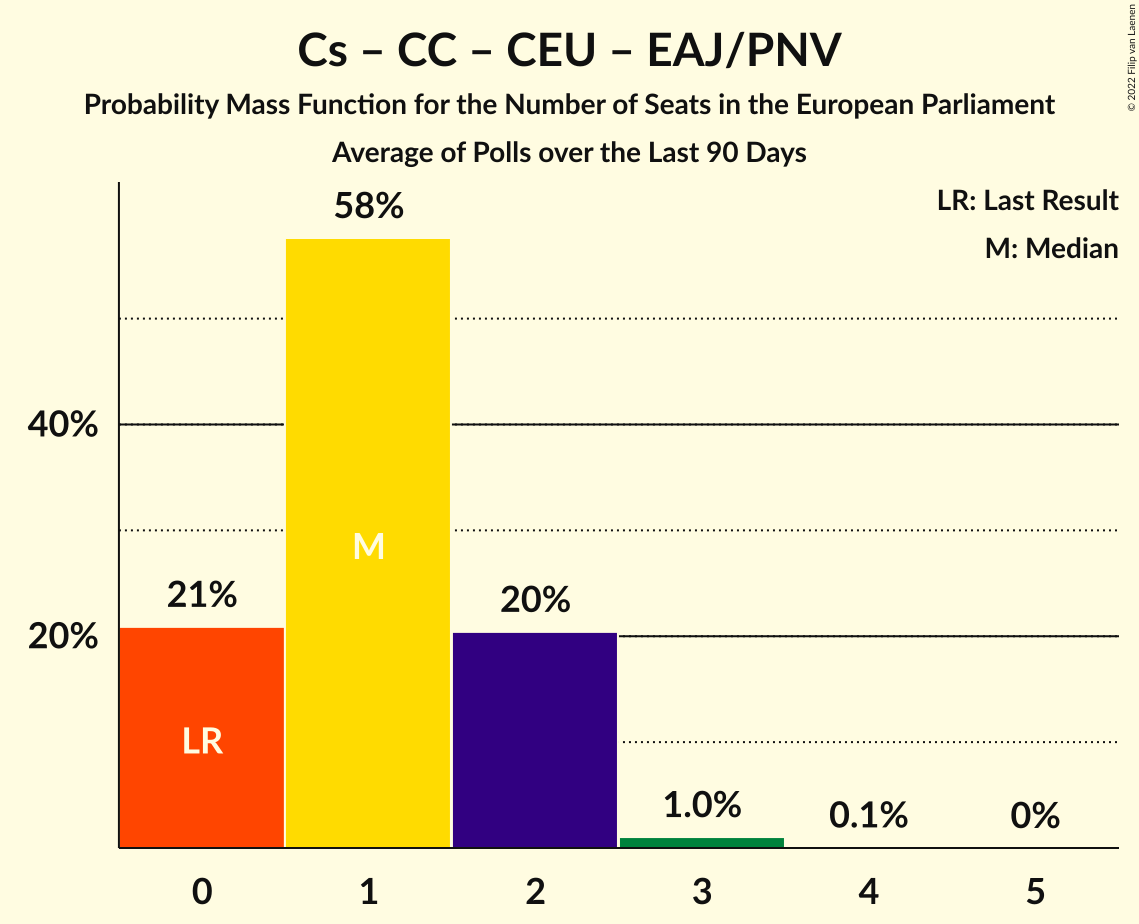 Cs – CC – CEU – EAJ/PNV
Probability Mass Function for the Number of Seats in the European Parliament
Average of Polls over the Last 90 Days
© 2022 Filip van Laenen
LR: Last Result
M: Median
58%
40%
M
21%
20%
20%
LR
1.0%
0.1%
0%
0 1 2 3 4 5